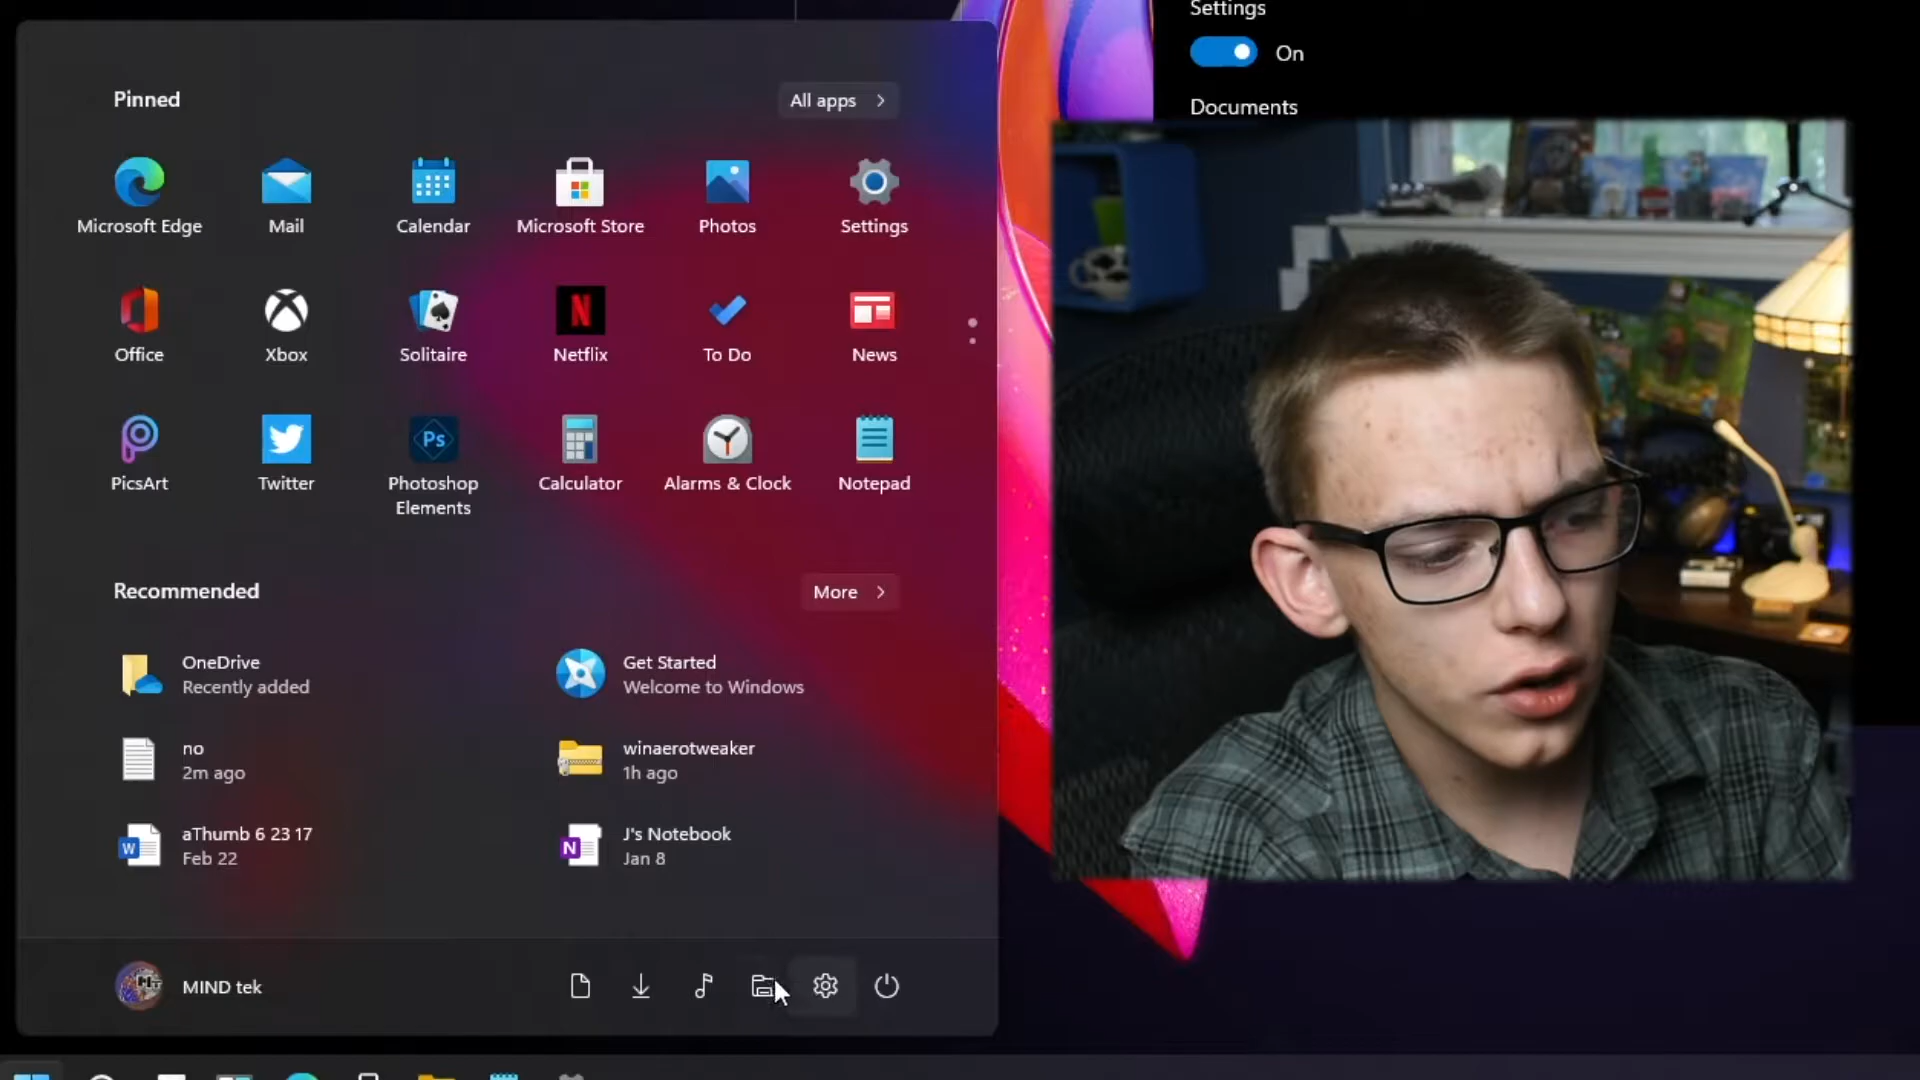 Settings
On
Documents
Pinned
All apps
Microsoft Edge
Mail
Calendar
Microsoft Store
Photos
Settings
Office
Xbox
Solitaire
N
Netflix
To Do
News
PicsArt
Twitter
Ps
Photoshop
Elements
Calculator
Alarms & Clock
Notepad
Recommended
More
OneDrive
Recently added
Get Started
Welcome to Windows
no
2m ago
winaerotweaker
1h ago
W
aThumb 6 23 17
Feb 22
N
J's Notebook
Jan 8
MIND tek